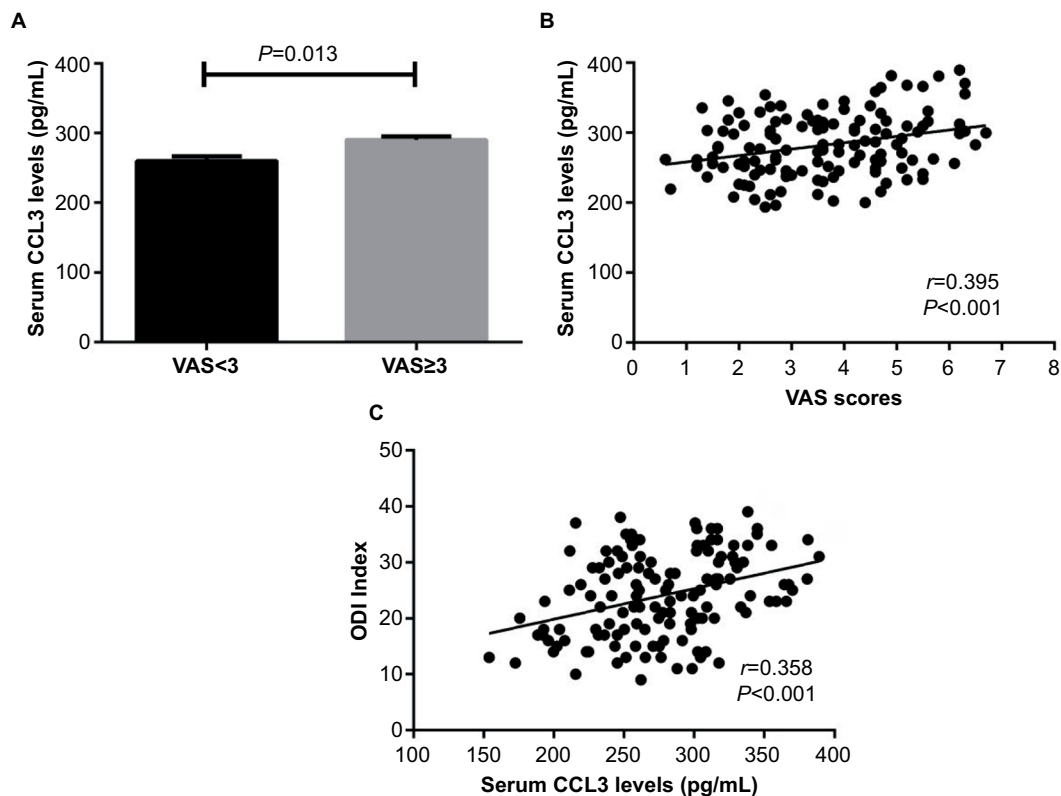 A
P=0.013
Serum CCL3 levels (pg/mL)
400
300
200
100
0
VAS<3
VAS≥3
B
Serum CCL3 levels (pg/mL)
400
300
200
100
0
r=0.395
P<0.001
0 1 2 3 4 5 6 7 8
VAS scores
C
ODI Index
50
40
30
20
10
0
r=0.358
P<0.001
100 150 200 250 300 350 400
Serum CCL3 levels (pg/mL)